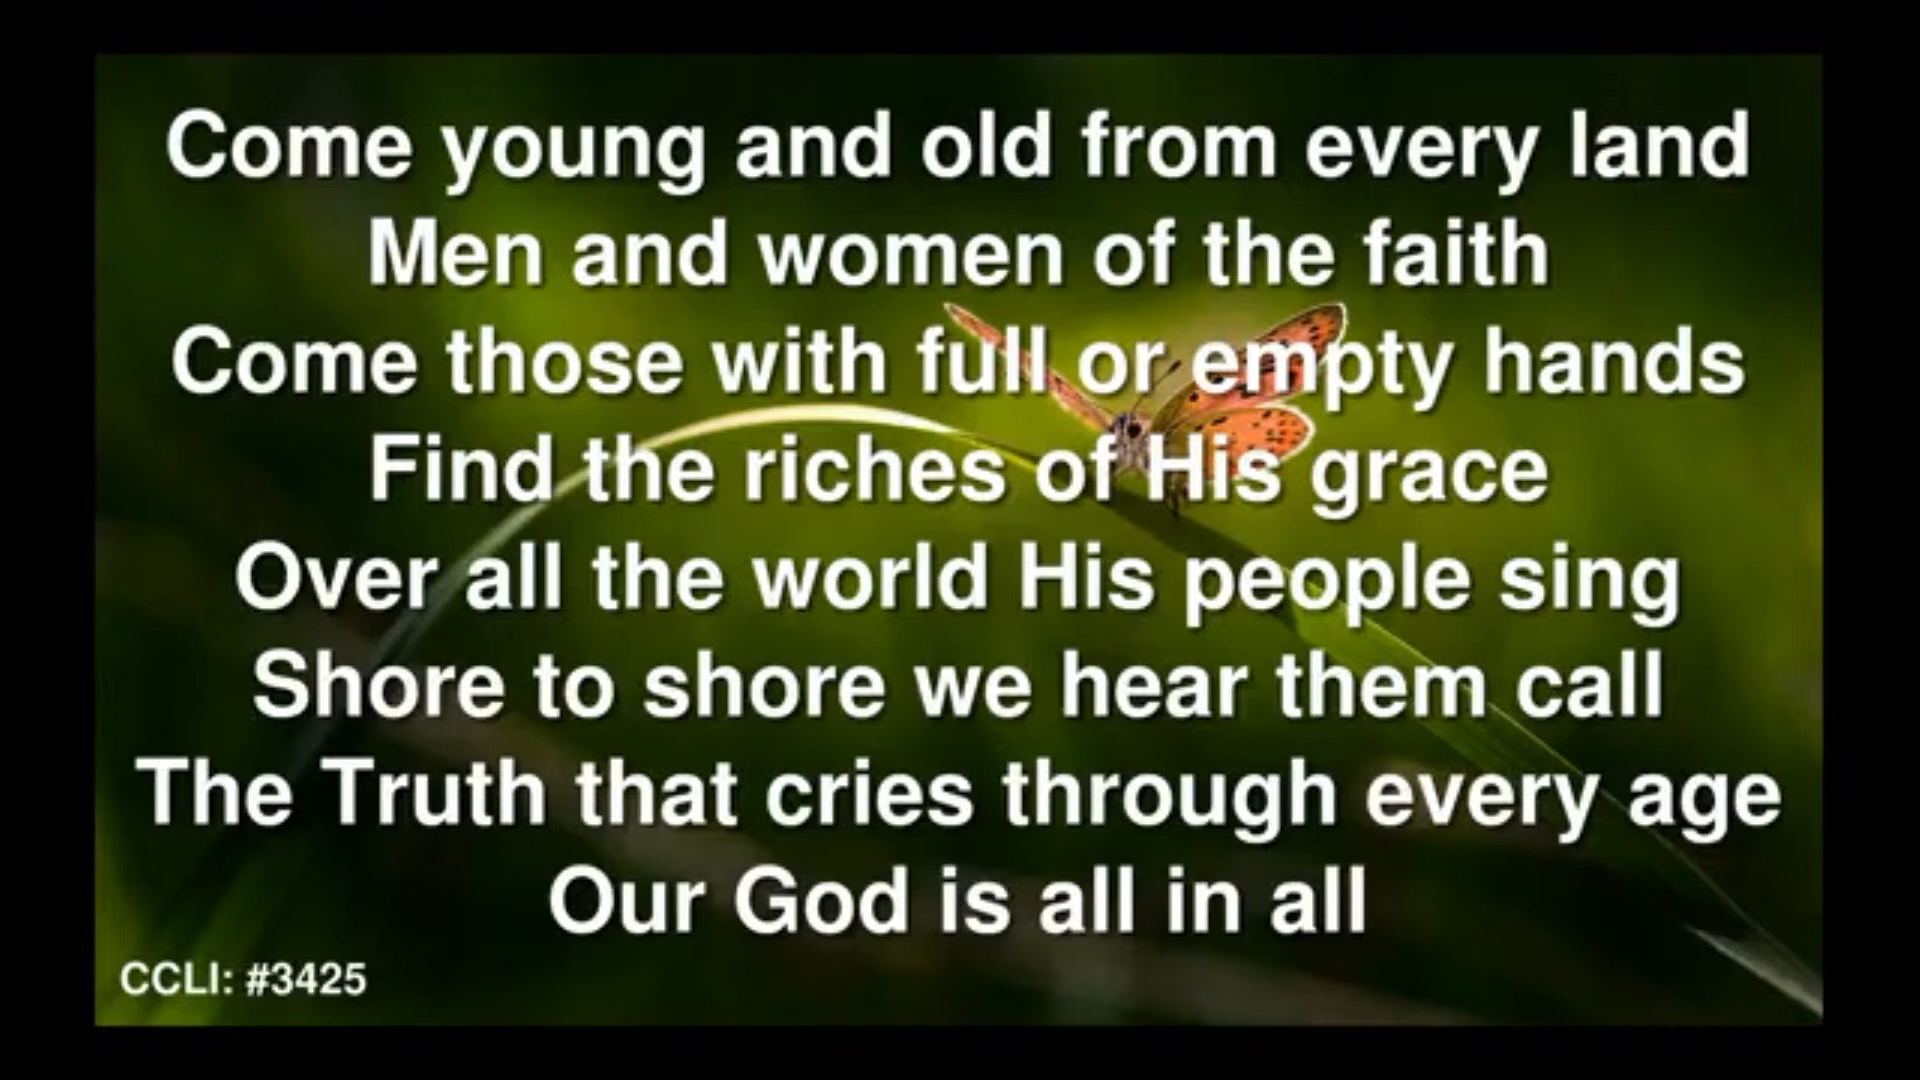 Come young and old from every land
Men and women of the faith
Come those with full or empty hands
Find the riches of His grace
Over all the world His people sing
Shore to shore we hear them call
The Truth that cries through every age
Our God is all in all
CCLI: #3425